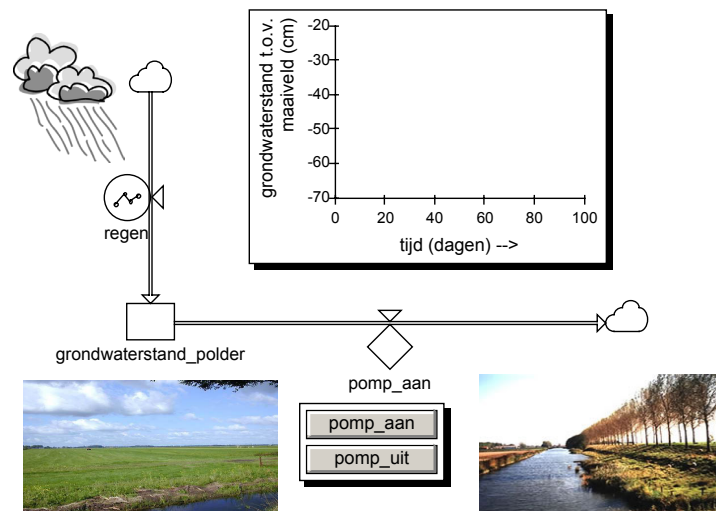 grondwaterstand t.o.v.
maaiveld (cm)
-20
-30
-40
-50
-60
-70
0 20 40 60 80 100
tijd (dagen) -->
regen
grondwaterstand_polder
pomp_aan
pomp_aan
pomp_uit